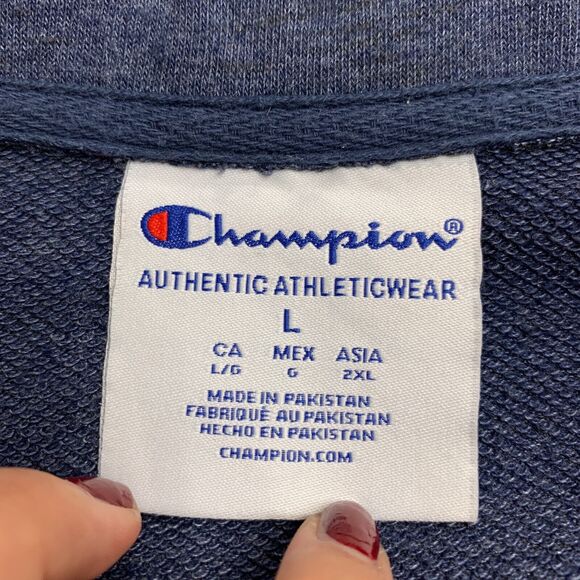 Champion®
AUTHENTIC ATHLETICWEAR
L
CA MEX ASIA
L/G G 2XL
MADE IN PAKISTAN
FABRIQUÉ AU PAKISTAN
HECHO EN PAKISTAN
CHAMPION.COM